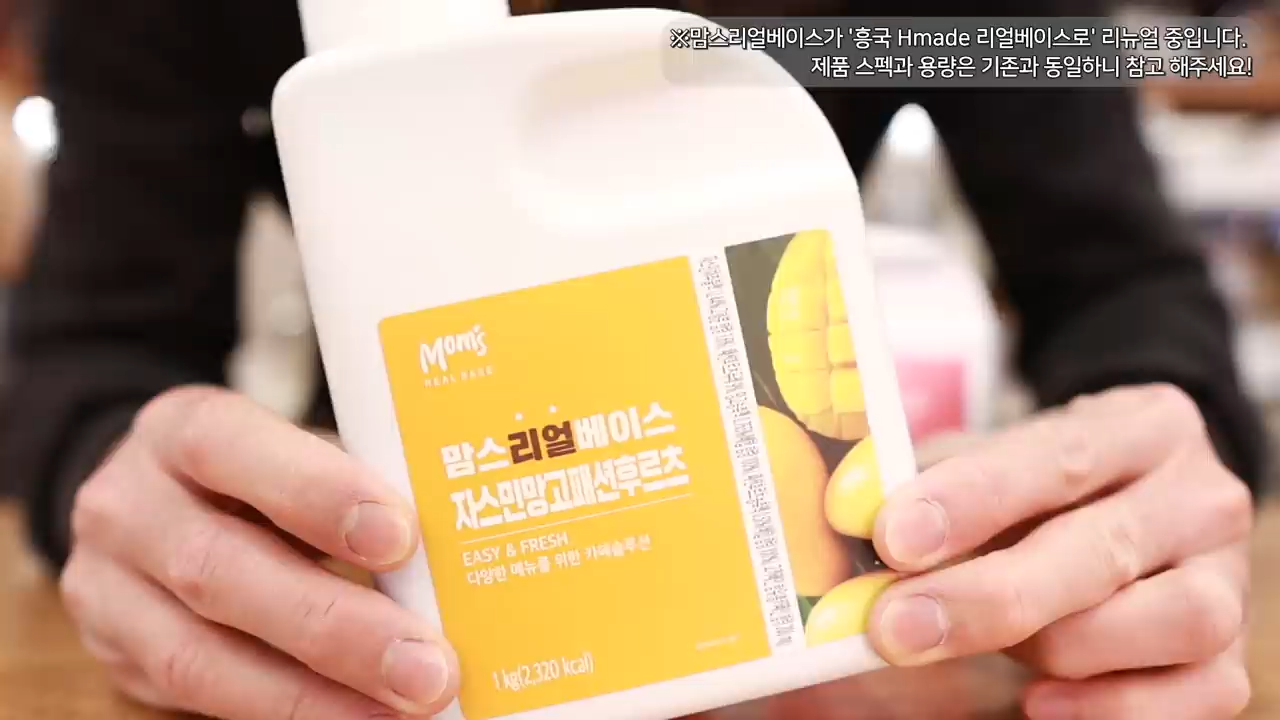 ※맘스리얼베이스가 '흥국 Hmade 리얼베이스로' 리뉴얼 중입니다.
제품 스펙과 용량은 기존과 동일하니 참고 해주세요!
Mom's
REAL BASE
맘스리얼베이스
자스민망고패션후르츠
EASY & FRESH
다양한 메뉴를 위한 카페솔루션
1 kg(2,320 kcal)